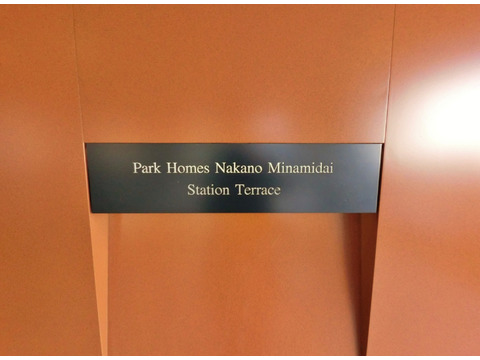 Park Homes Nakano Minamidai
Station Terrace